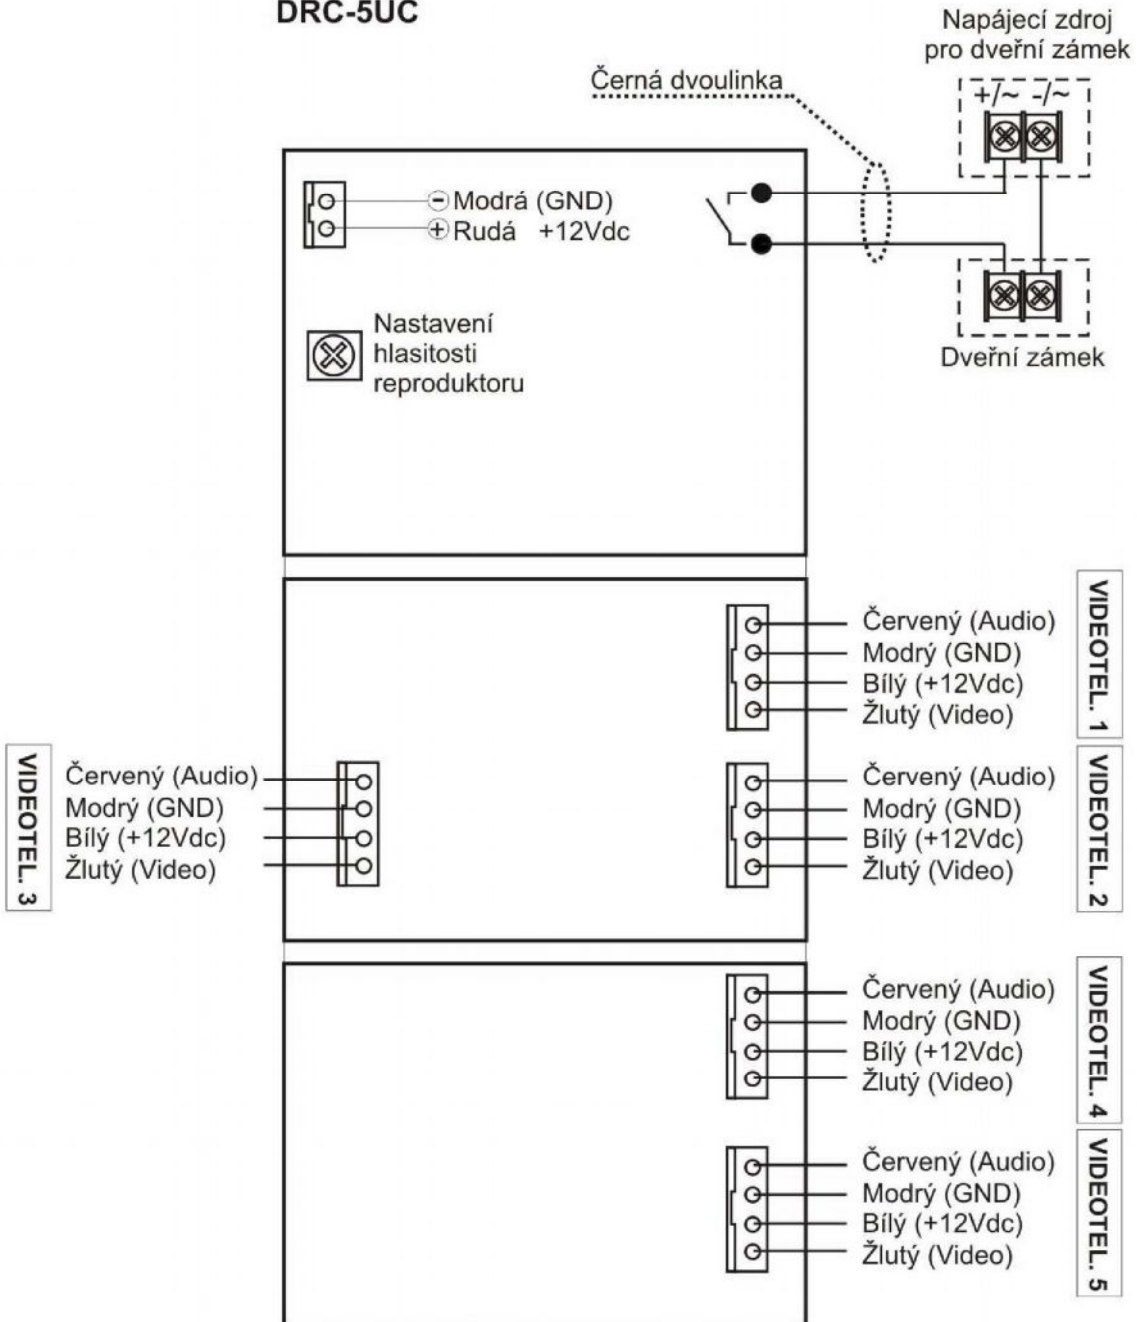 DRC-5UC
Napájecí zdroj
pro dveřní zámek
Černá dvoulinka
+/~ -/~
⊖ Modrá (GND)
⊕ Rudá +12Vdc
Nastavení
hlasitosti
reproduktoru
Dveřní zámek
Červený (Audio)
Modrý (GND)
Bílý (+12Vdc)
Žlutý (Video)
VIDEOTEL. 1
VIDEOTEL. 3
Červený (Audio)
Modrý (GND)
Bílý (+12Vdc)
Žlutý (Video)
Červený (Audio)
Modrý (GND)
Bílý (+12Vdc)
Žlutý (Video)
VIDEOTEL. 2
Červený (Audio)
Modrý (GND)
Bílý (+12Vdc)
Žlutý (Video)
VIDEOTEL. 4
Červený (Audio)
Modrý (GND)
Bílý (+12Vdc)
Žlutý (Video)
VIDEOTEL. 5